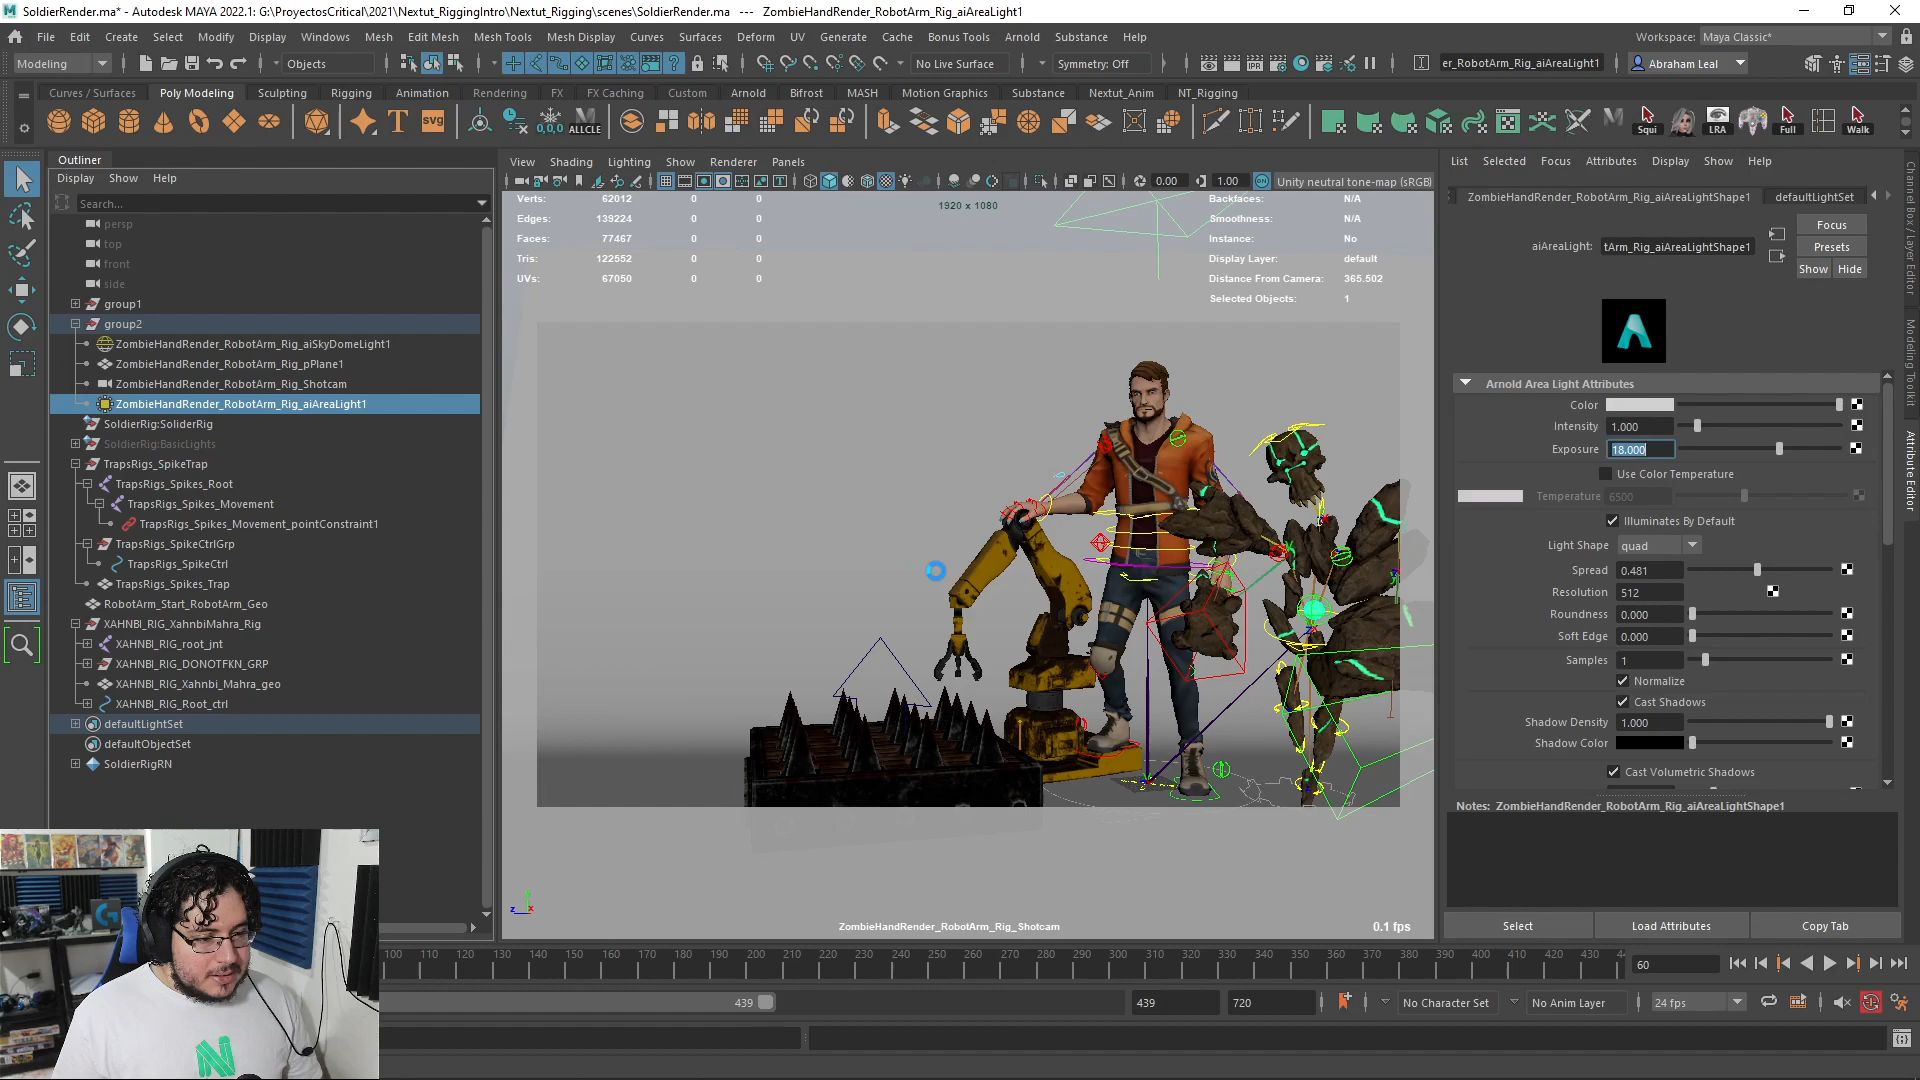 SoldierRender.ma* - Autodesk MAYA 2022.1: G:\ProyectosCritical\2021\Nextut_RiggingIntro\Nextut_Rigging\scenes\SoldierRender.ma --- ZombieHandRender_RobotArm_Rig_aiAreaLight1
File Edit Create Select Modify Display Windows Mesh Edit Mesh Mesh Tools Mesh Display Curves Surfaces Deform UV Generate Cache Bonus Tools Arnold Substance Help Workspace: Maya Classic*
Modeling Objects No Live Surface Symmetry: Off er_RobotArm_Rig_aiAreaLight1 Abraham Leal
Curves / Surfaces Poly Modeling Sculpting Rigging Animation Rendering FX FX Caching Custom Arnold Bifrost MASH Motion Graphics Substance Nextut_Anim NT_Rigging
T svg 0,0,0 ALLCLE Squi LRA Full Walk
Outliner
Display Show Help
Search...
persp
top
front
side
group1
group2
ZombieHandRender_RobotArm_Rig_aiSkyDomeLight1
ZombieHandRender_RobotArm_Rig_pPlane1
ZombieHandRender_RobotArm_Rig_Shotcam
ZombieHandRender_RobotArm_Rig_aiAreaLight1
SoldierRig:SoliderRig
SoldierRig:BasicLights
TrapsRigs_SpikeTrap
TrapsRigs_Spikes_Root
TrapsRigs_Spikes_Movement
TrapsRigs_Spikes_Movement_pointConstraint1
TrapsRigs_SpikeCtrlGrp
TrapsRigs_SpikeCtrl
TrapsRigs_Spikes_Trap
RobotArm_Start_RobotArm_Geo
XAHNBI_RIG_XahnbiMahra_Rig
XAHNBI_RIG_root_jnt
XAHNBI_RIG_DONOTFKN_GRP
XAHNBI_RIG_Xahnbi_Mahra_geo
XAHNBI_RIG_Root_ctrl
defaultLightSet
defaultObjectSet
SoldierRigRN
View Shading Lighting Show Renderer Panels
0.00 1.00 Unity neutral tone-map (sRGB)
Verts: 62012 0 0
Edges: 139224 0 0
Faces: 77467 0 0
Tris: 122552 0 0
UVs: 67050 0 0
1920 x 1080
Backfaces: N/A
Smoothness: N/A
Instance: No
Display Layer: default
Distance From Camera: 365.502
Selected Objects: 1
ZombieHandRender_RobotArm_Rig_Shotcam
0.1 fps
List Selected Focus Attributes Display Show Help
ZombieHandRender_RobotArm_Rig_aiAreaLightShape1 defaultLightSet
aiAreaLight: tArm_Rig_aiAreaLightShape1
Focus
Presets
Show Hide
Arnold Area Light Attributes
Color
Intensity 1.000
Exposure 18.000
Use Color Temperature
Temperature 6500
Illuminates By Default
Light Shape quad
Spread 0.481
Resolution 512
Roundness 0.000
Soft Edge 0.000
Samples 1
Normalize
Cast Shadows
Shadow Density 1.000
Shadow Color
Cast Volumetric Shadows
Notes: ZombieHandRender_RobotArm_Rig_aiAreaLightShape1
Select Load Attributes Copy Tab
Channel Box / Layer Editor
Modeling Toolkit
Attribute Editor
100 110 120 130 140 150 160 170 180 190 200 210 220 230 240 250 260 270 280 290 300 310 320 330 340 350 360 370 380 390 400 410 420 430 44
60
439 439 720 No Character Set No Anim Layer 24 fps
N